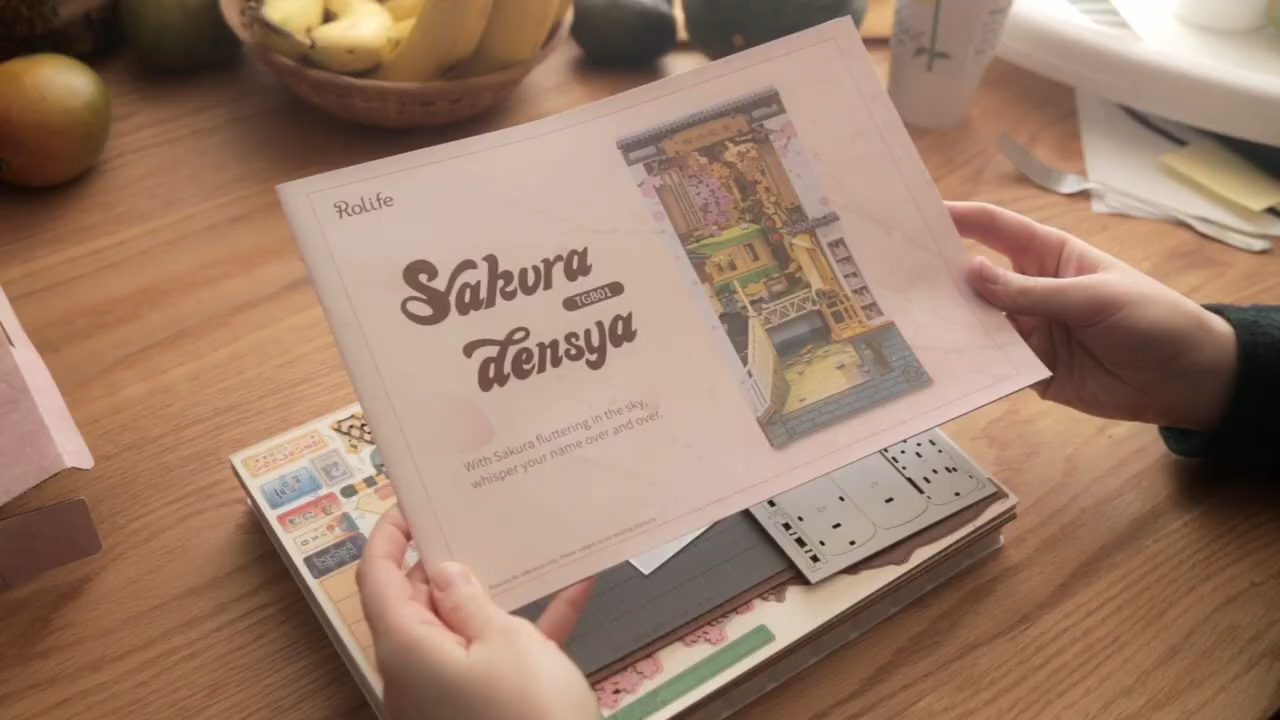 Rolife
Sakura
TGB01
densya
With Sakura fluttering in the sky,
whisper your name over and over.